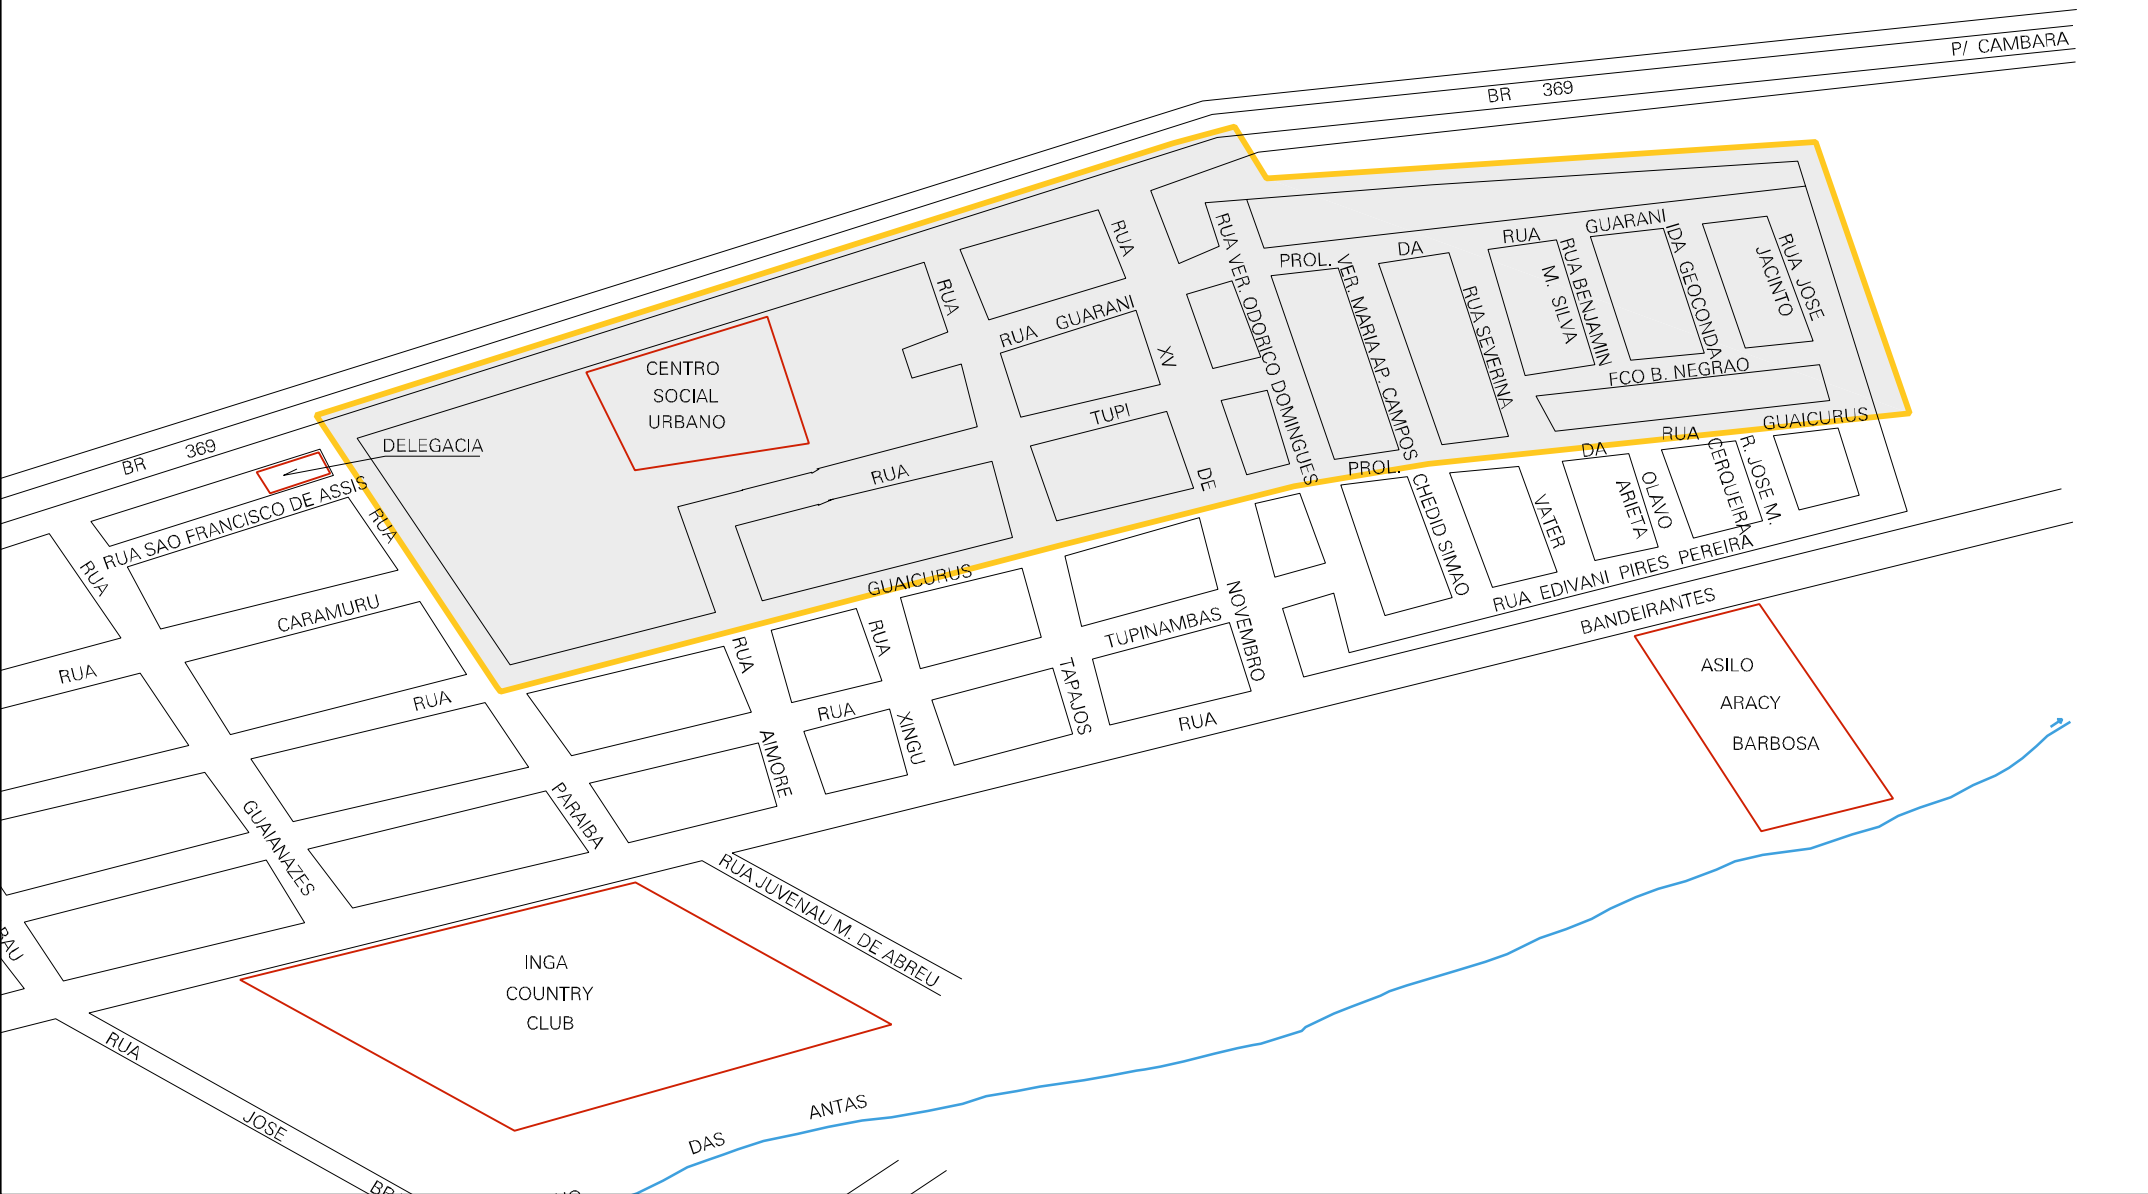 P/ CAMBARA
BR 369
BR 369
DELEGACIA
CENTRO
SOCIAL
URBANO
RUA SAO FRANCISCO DE ASSIS
RUA GUAIANAZES
RUA CARAMURU
RUA PARAIBA
RUA
RUA TUPI
RUA GUARANI
RUA
RUA XV DE NOVEMBRO
RUA VER. ODORICO DOMINGUES
PROL. DA RUA GUARANI
VER. MARIA AP. CAMPOS
RUA SEVERINA
RUA BENJAMIN
M. SILVA
IDA GEOCONDA
RUA JOSE
JACINTO
FCO B. NEGRAO
GUAICURUS
PROL. DA RUA GUAICURUS
CHEDID SIMAO
VATER
OLAVO
ARIETA
R. JOSE M.
CERQUEIRA
RUA EDIVANI PIRES PEREIRA
RUA AIMORE
RUA XINGU
TAPAJOS
RUA TUPINAMBAS
RUA BANDEIRANTES
ASILO
ARACY
BARBOSA
RUA JUVENAU M. DE ABREU
INGA
COUNTRY
CLUB
RUA JOSE
DAS ANTAS